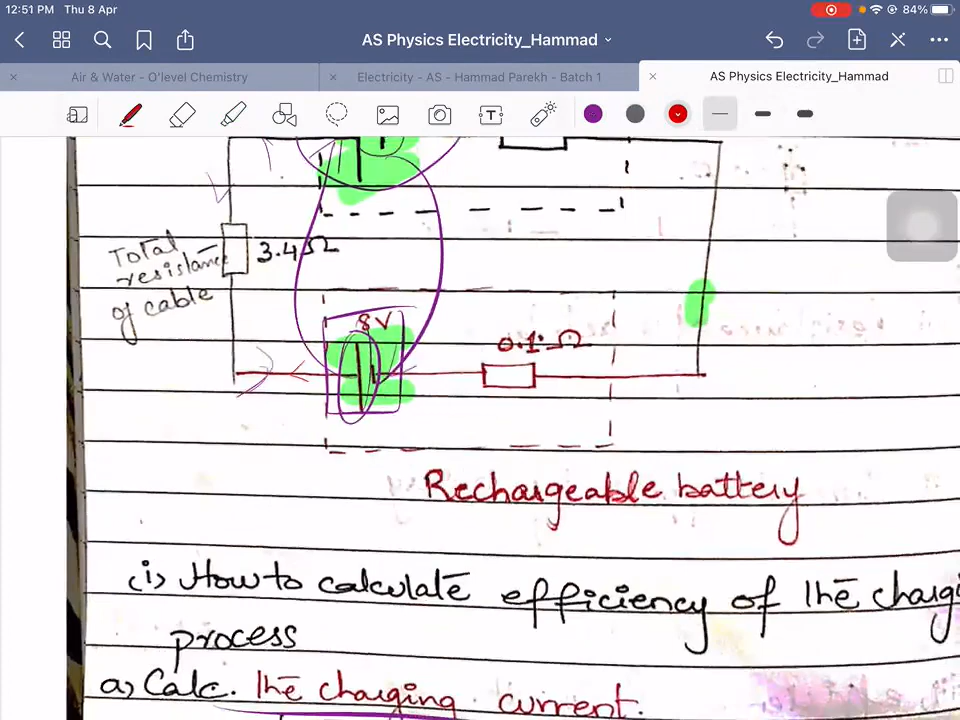 12:51 PM Thu 8 Apr
84%
AS Physics Electricity_Hammad
Air & Water - O'level Chemistry
Electricity - AS - Hammad Parekh - Batch 1
AS Physics Electricity_Hammad
Total
resistance
of cable
3.4Ω
8V
0.1Ω
Rechargeable battery
(i) How to calculate efficiency of the chargi
process
a) Calc. the charging current.